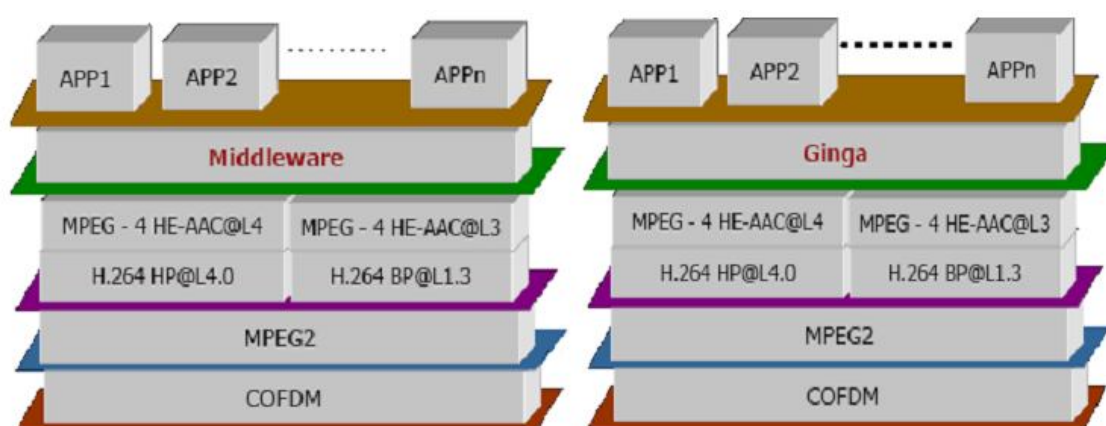 APP1
APP2
APPn
Middleware
MPEG - 4 HE-AAC@L4
MPEG - 4 HE-AAC@L3
H.264 HP@L4.0
H.264 BP@L1.3
MPEG2
COFDM
APP1
APP2
APPn
Ginga
MPEG - 4 HE-AAC@L4
MPEG - 4 HE-AAC@L3
H.264 HP@L4.0
H.264 BP@L1.3
MPEG2
COFDM